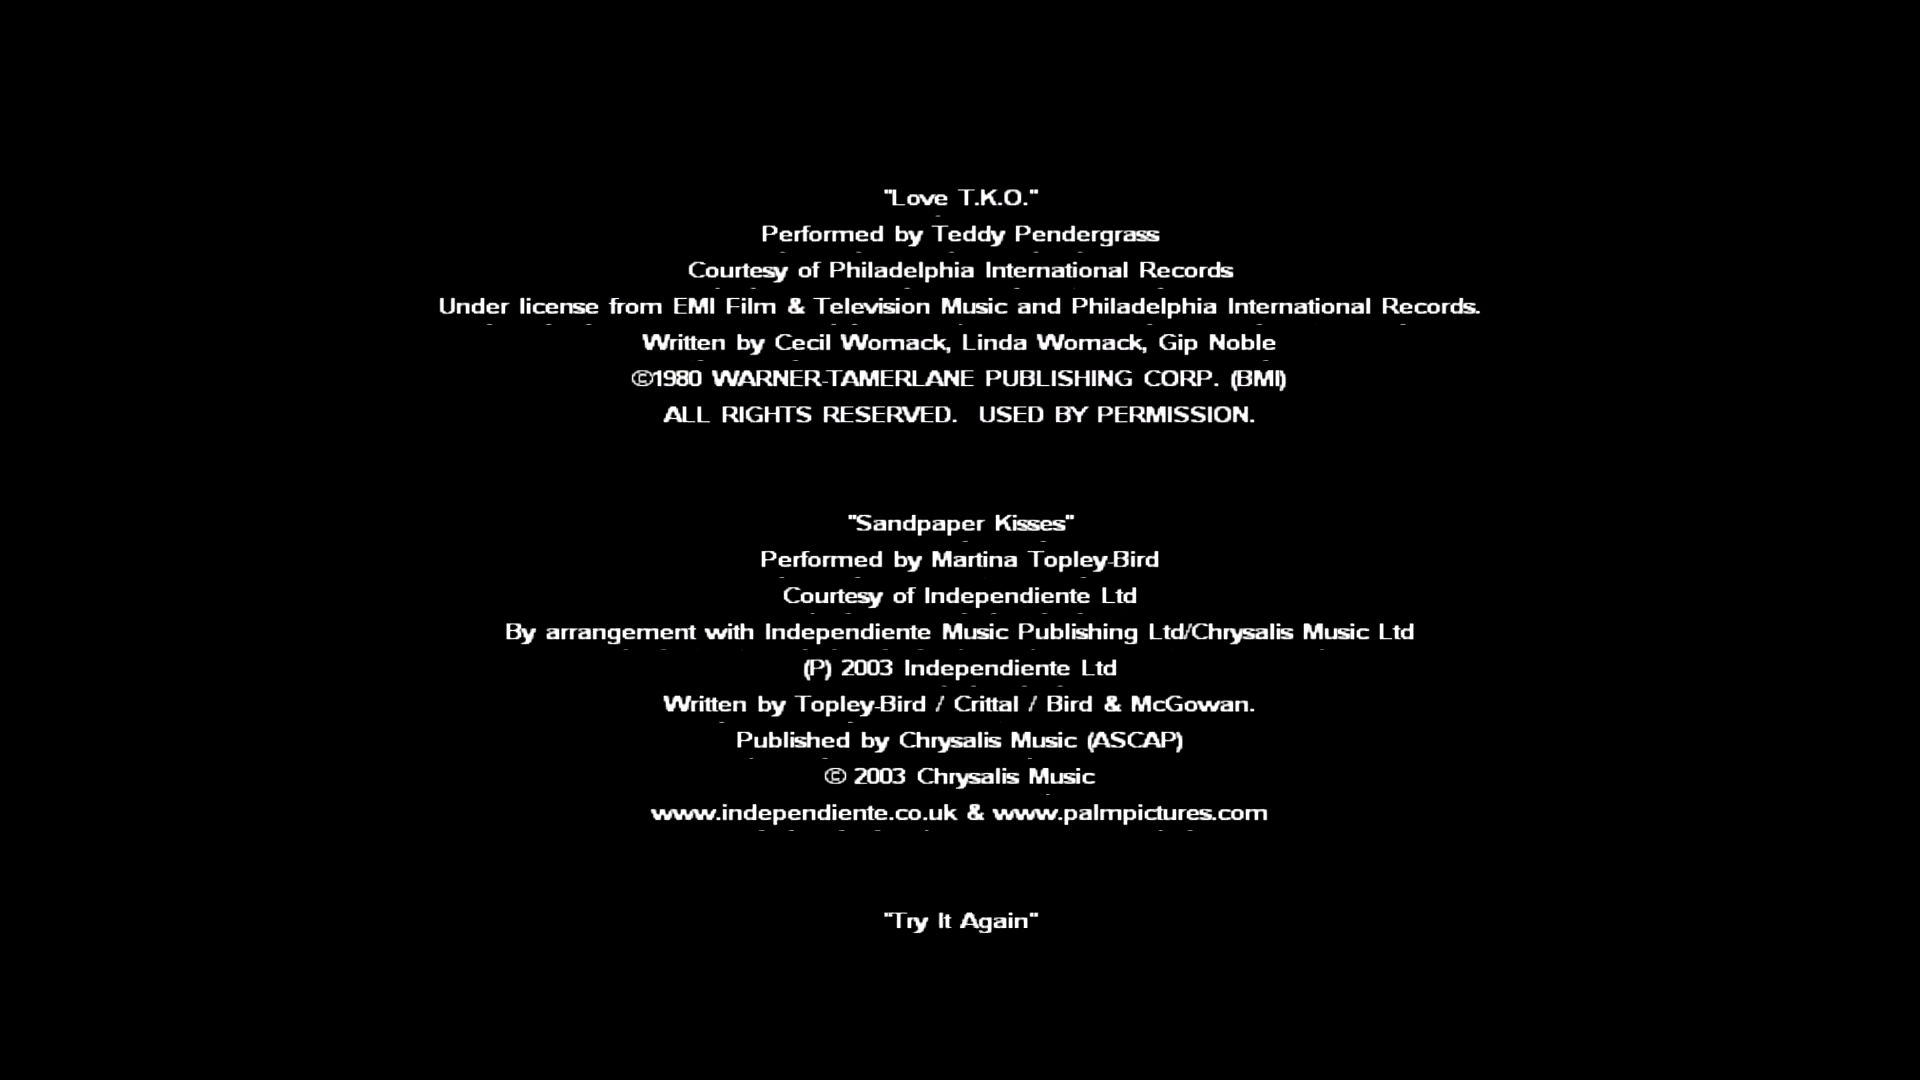 "Love T.K.O."
Performed by Teddy Pendergrass
Courtesy of Philadelphia International Records
Under license from EMI Film & Television Music and Philadelphia International Records.
Written by Cecil Womack, Linda Womack, Gip Noble
©1980 WARNER-TAMERLANE PUBLISHING CORP. (BMI)
ALL RIGHTS RESERVED.  USED BY PERMISSION.
"Sandpaper Kisses"
Performed by Martina Topley-Bird
Courtesy of Independiente Ltd
By arrangement with Independiente Music Publishing Ltd/Chrysalis Music Ltd
(P) 2003 Independiente Ltd
Written by Topley-Bird / Crittal / Bird & McGowan.
Published by Chrysalis Music (ASCAP)
© 2003 Chrysalis Music
www.independiente.co.uk & www.palmpictures.com
"Try It Again"